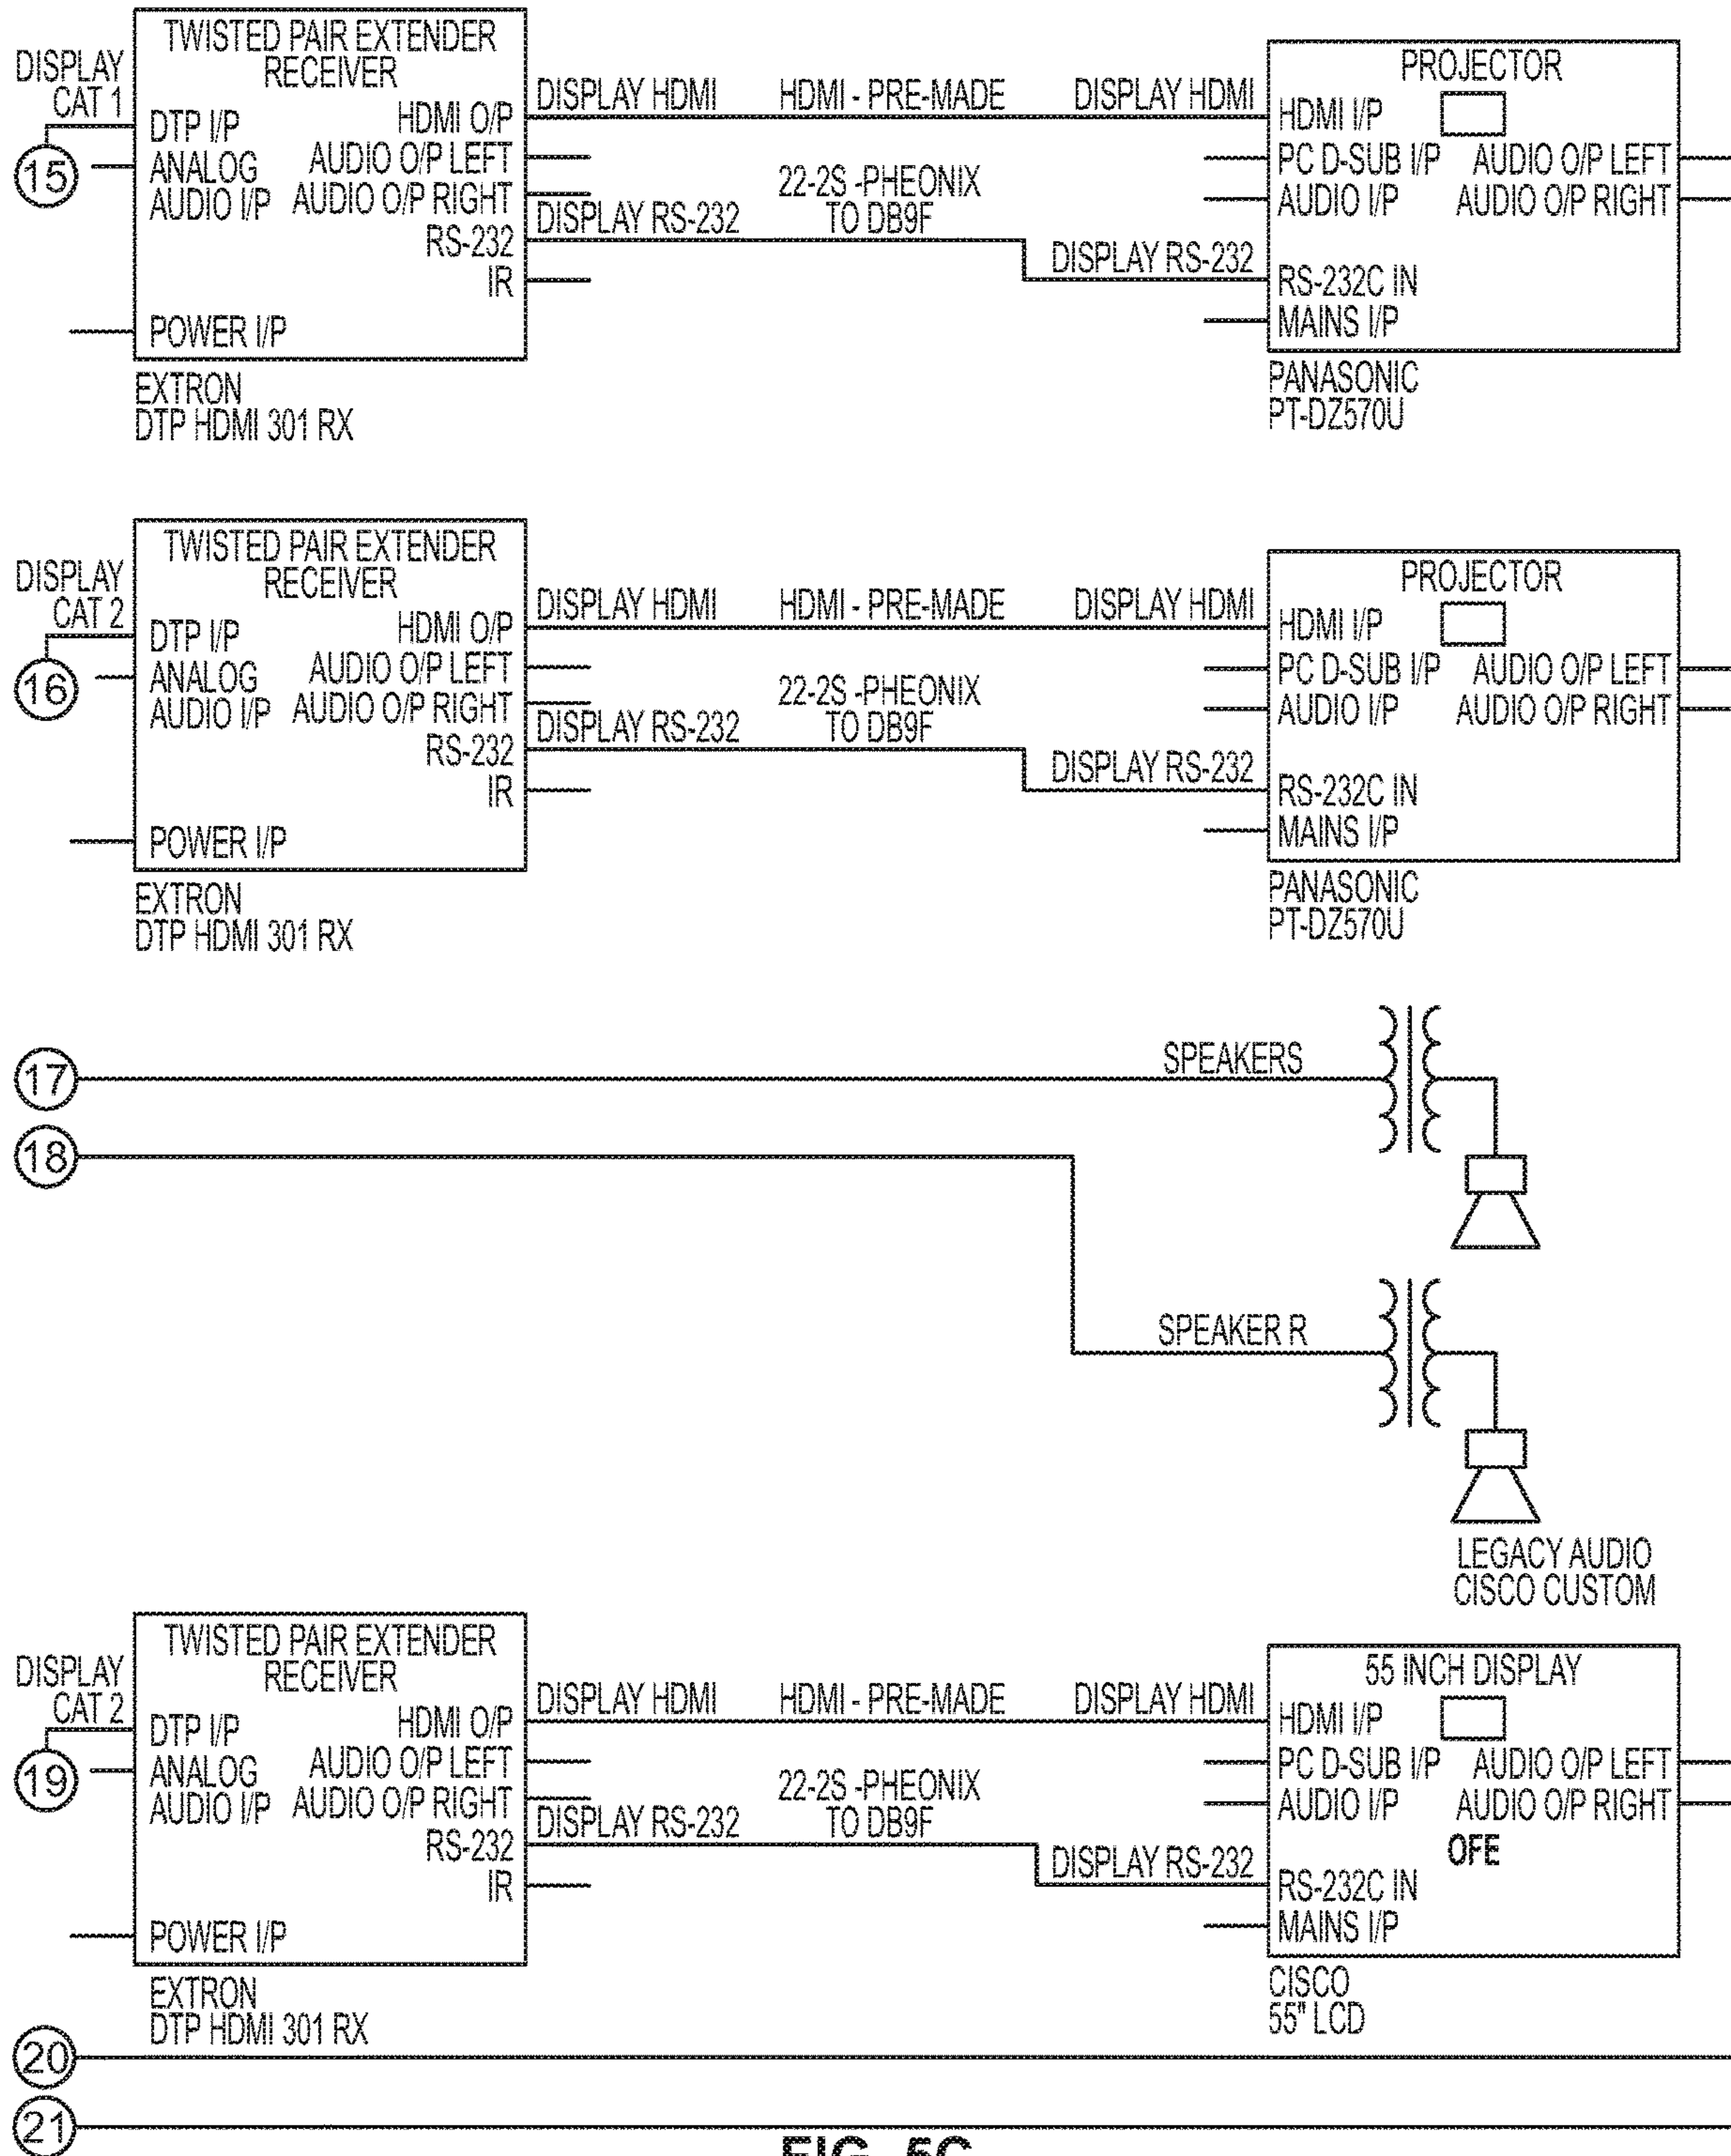 TWISTED PAIR EXTENDER
RECEIVER
DISPLAY
CAT 1
15
DTP I/P
ANALOG
AUDIO I/P
POWER I/P
HDMI O/P
AUDIO O/P LEFT
AUDIO O/P RIGHT
RS-232
IR
EXTRON
DTP HDMI 301 RX
DISPLAY HDMI
HDMI - PRE-MADE
DISPLAY HDMI
22-2S -PHEONIX
TO DB9F
DISPLAY RS-232
DISPLAY RS-232
PROJECTOR
HDMI I/P
PC D-SUB I/P
AUDIO I/P
AUDIO O/P LEFT
AUDIO O/P RIGHT
RS-232C IN
MAINS I/P
PANASONIC
PT-DZ570U
TWISTED PAIR EXTENDER
RECEIVER
DISPLAY
CAT 2
16
DTP I/P
ANALOG
AUDIO I/P
POWER I/P
HDMI O/P
AUDIO O/P LEFT
AUDIO O/P RIGHT
RS-232
IR
EXTRON
DTP HDMI 301 RX
DISPLAY HDMI
HDMI - PRE-MADE
DISPLAY HDMI
22-2S -PHEONIX
TO DB9F
DISPLAY RS-232
DISPLAY RS-232
PROJECTOR
HDMI I/P
PC D-SUB I/P
AUDIO I/P
AUDIO O/P LEFT
AUDIO O/P RIGHT
RS-232C IN
MAINS I/P
PANASONIC
PT-DZ570U
17
SPEAKERS
18
SPEAKER R
LEGACY AUDIO
CISCO CUSTOM
TWISTED PAIR EXTENDER
RECEIVER
DISPLAY
CAT 2
19
DTP I/P
ANALOG
AUDIO I/P
POWER I/P
HDMI O/P
AUDIO O/P LEFT
AUDIO O/P RIGHT
RS-232
IR
EXTRON
DTP HDMI 301 RX
DISPLAY HDMI
HDMI - PRE-MADE
DISPLAY HDMI
22-2S -PHEONIX
TO DB9F
DISPLAY RS-232
DISPLAY RS-232
55 INCH DISPLAY
HDMI I/P
PC D-SUB I/P
AUDIO I/P
AUDIO O/P LEFT
AUDIO O/P RIGHT
OFE
RS-232C IN
MAINS I/P
CISCO
55" LCD
20
21
FIG. 5C